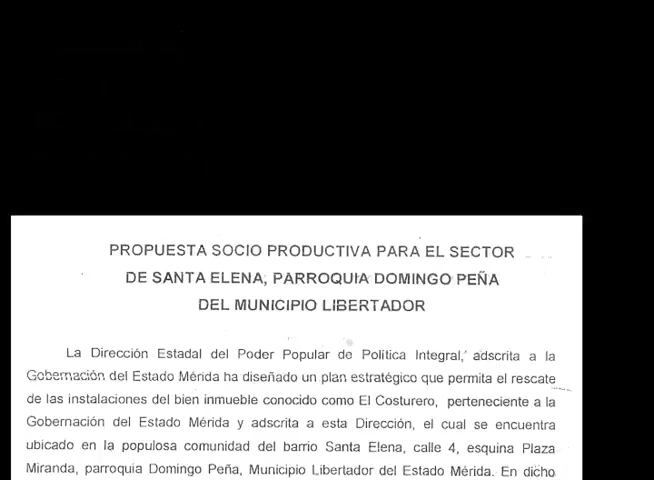 PROPUESTA SOCIO PRODUCTIVA PARA EL SECTOR
DE SANTA ELENA, PARROQUIA DOMINGO PEÑA
DEL MUNICIPIO LIBERTADOR
La Dirección Estadal del Poder Popular de Política Integral, adscrita a la
Gobernación del Estado Mérida ha diseñado un plan estratégico que permita el rescate
de las instalaciones del bien inmueble conocido como El Costurero, perteneciente a la
Gobernación del Estado Mérida y adscrita a esta Dirección, el cual se encuentra
ubicado en la populosa comunidad del barrio Santa Elena, calle 4, esquina Plaza
Miranda, parroquia Domingo Peña, Municipio Libertador del Estado Mérida. En dicho